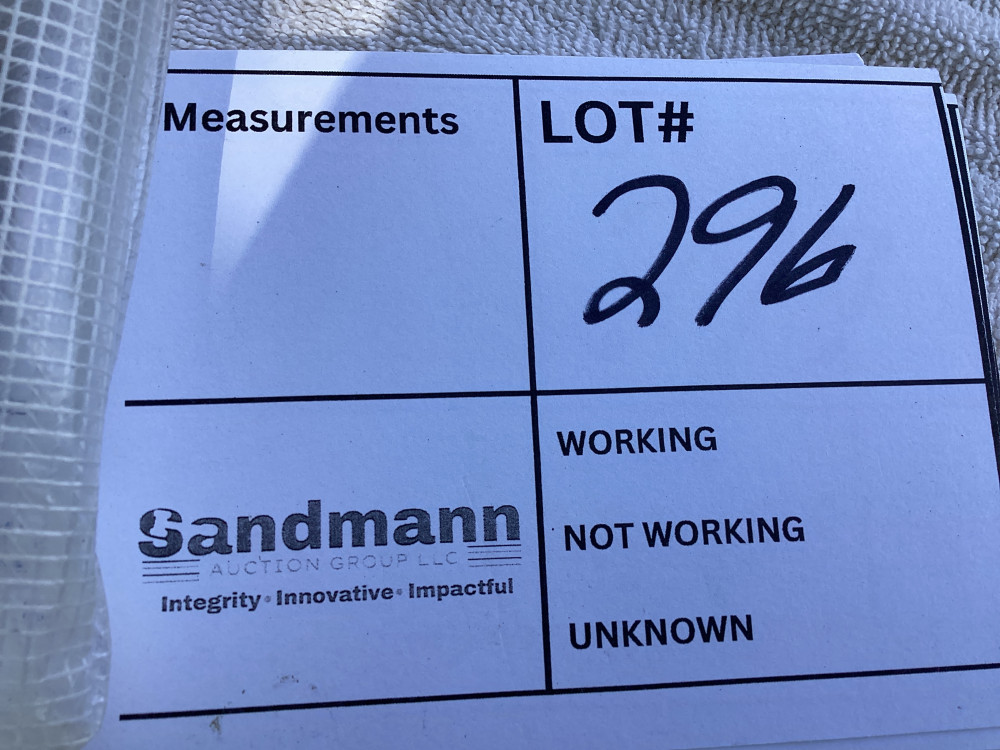 Measurements
LOT#
296
WORKING
NOT WORKING
UNKNOWN
Sandmann
AUCTION GROUP LLC
Integrity • Innovative • Impactful